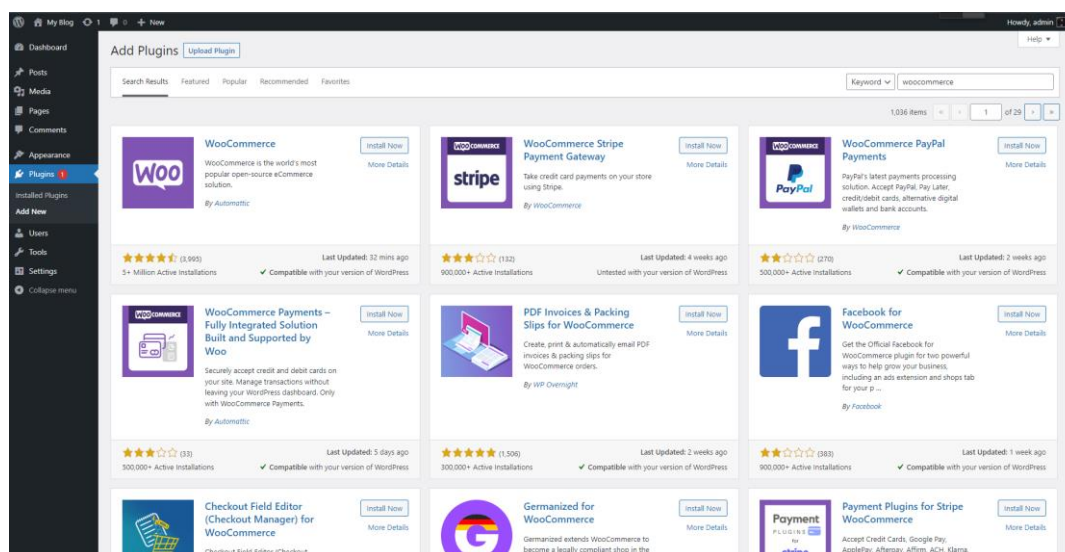 My Blog 1 0 + New
Howdy, admin
Dashboard
Posts
Media
Pages
Comments
Appearance
Plugins 1
Installed Plugins
Add New
Users
Tools
Settings
Collapse menu
Help
Add Plugins Upload Plugin
Search Results Featured Popular Recommended Favorites
Keyword woocommerce
1,036 items « ‹ 1 of 29 › »
WOO
WooCommerce
Install Now
More Details
WooCommerce is the world's most
popular open-source eCommerce
solution.
By Automattic
(3,995)
Last Updated: 32 mins ago
5+ Million Active Installations
Compatible with your version of WordPress
WOO COMMERCE
stripe
WooCommerce Stripe
Payment Gateway
Install Now
More Details
Take credit card payments on your store
using Stripe.
By WooCommerce
(132)
Last Updated: 4 weeks ago
900,000+ Active Installations
Untested with your version of WordPress
WOO COMMERCE
PayPal
WooCommerce PayPal
Payments
Install Now
More Details
PayPal's latest payments processing
solution. Accept PayPal, Pay Later,
credit/debit cards, alternative digital
wallets and bank accounts.
By WooCommerce
(270)
Last Updated: 2 weeks ago
500,000+ Active Installations
Compatible with your version of WordPress
WOO COMMERCE
WooCommerce Payments –
Fully Integrated Solution
Built and Supported by
Woo
Install Now
More Details
Securely accept credit and debit cards on
your site. Manage transactions without
leaving your WordPress dashboard. Only
with WooCommerce Payments.
By Automattic
(33)
Last Updated: 5 days ago
500,000+ Active Installations
Compatible with your version of WordPress
PDF Invoices & Packing
Slips for WooCommerce
Install Now
More Details
Create, print & automatically email PDF
invoices & packing slips for
WooCommerce orders.
By WP Overnight
(1,506)
Last Updated: 2 weeks ago
300,000+ Active Installations
Compatible with your version of WordPress
Facebook for
WooCommerce
Install Now
More Details
Get the Official Facebook for
WooCommerce plugin for two powerful
ways to help grow your business,
including an ads extension and shops tab
for your p ...
By Facebook
(383)
Last Updated: 1 week ago
900,000+ Active Installations
Compatible with your version of WordPress
Checkout Field Editor
(Checkout Manager) for
WooCommerce
Install Now
More Details
Checkout Field Editor (Checkout
G
Germanized for
WooCommerce
Install Now
More Details
Germanized extends WooCommerce to
become a legally compliant shop in the
Payment
PLUGINS
for
stripe
Payment Plugins for Stripe
WooCommerce
Install Now
More Details
Accept Credit Cards, Google Pay,
ApplePay, Afterpay, Affirm, ACH, Klarna,